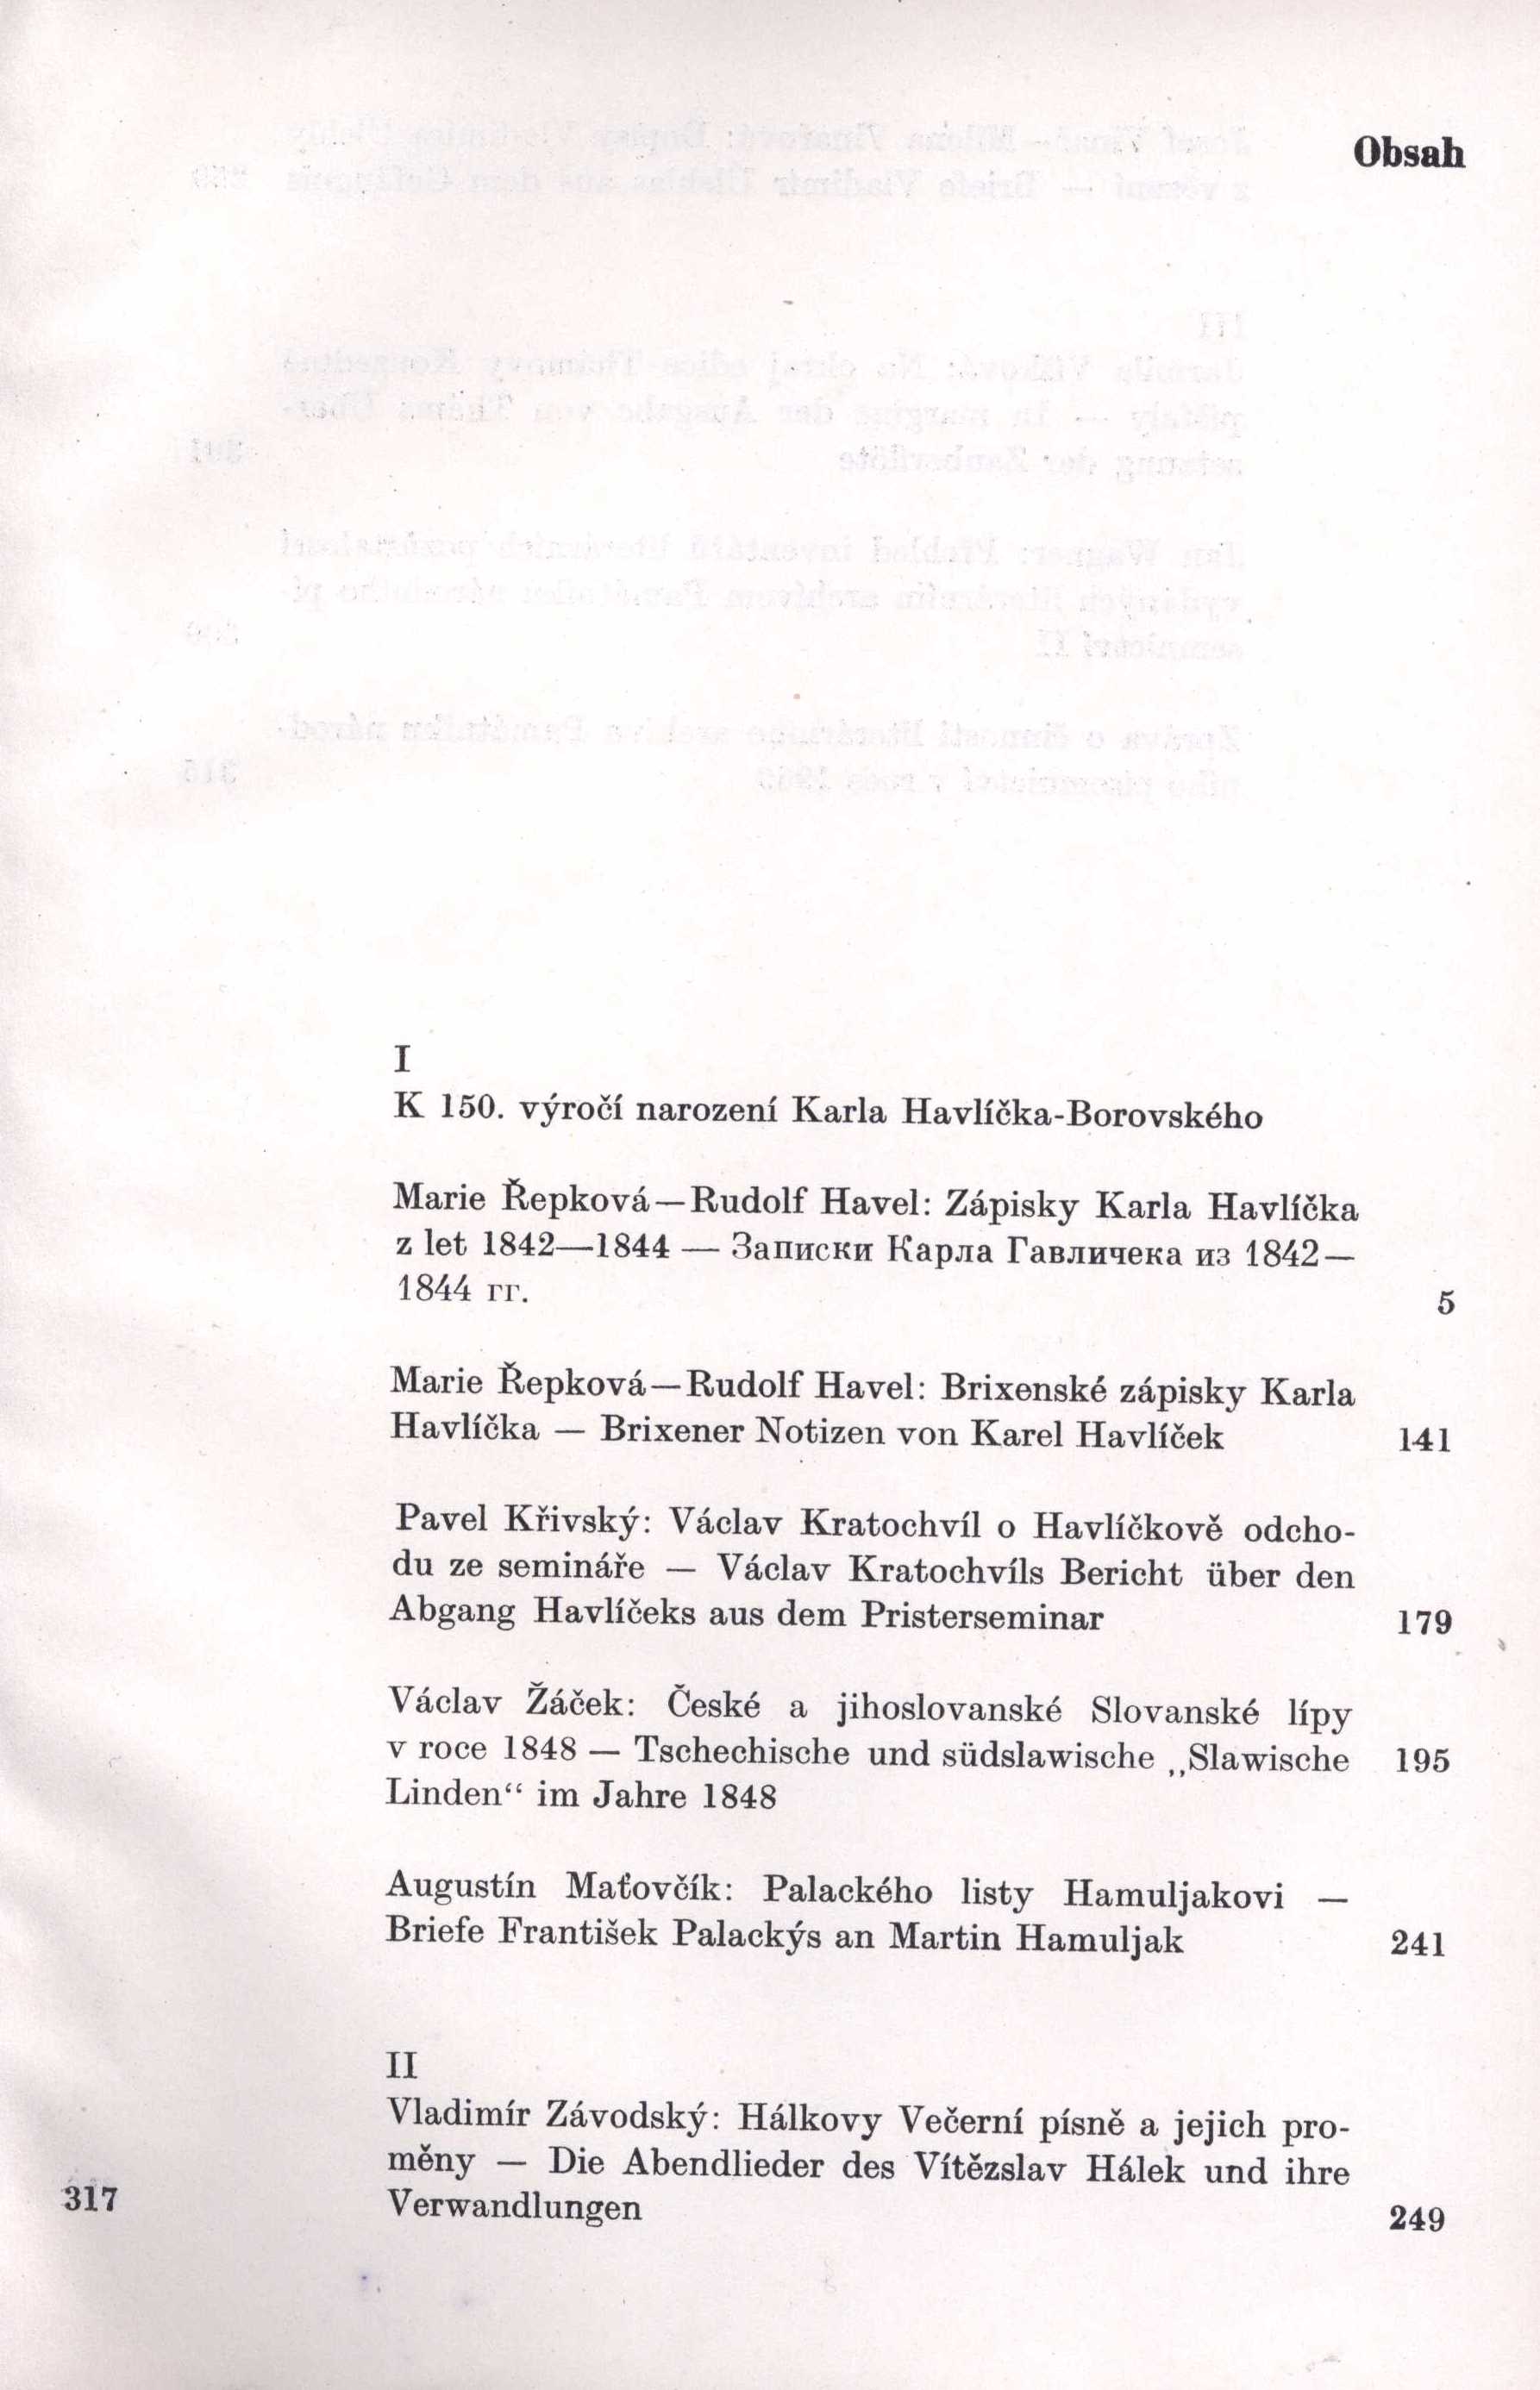 Obsah
I
K 150. výročí narození Karla Havlíčka-Borovského
Marie Řepková—Rudolf Havel: Zápisky Karla Havlíčka
z let 1842—1844 — Записки Карла Гавличека из 1842—
1844 гг. 5
Marie Řepková—Rudolf Havel: Brixenské zápisky Karla
Havlíčka — Brixener Notizen von Karel Havlíček 141
Pavel Křivský: Václav Kratochvíl o Havlíčkově odcho-
du ze semináře — Václav Kratochvíls Bericht über den
Abgang Havlíčeks aus dem Pristerseminar 179
Václav Žáček: České a jihoslovanské Slovanské lípy
v roce 1848 — Tschechische und südslawische „Slawische 195
Linden“ im Jahre 1848
Augustín Maťovčík: Palackého listy Hamuljakovi —
Briefe František Palackýs an Martin Hamuljak 241
II
Vladimír Závodský: Hálkovy Večerní písně a jejich pro-
měny — Die Abendlieder des Vítězslav Hálek und ihre
Verwandlungen 249
317